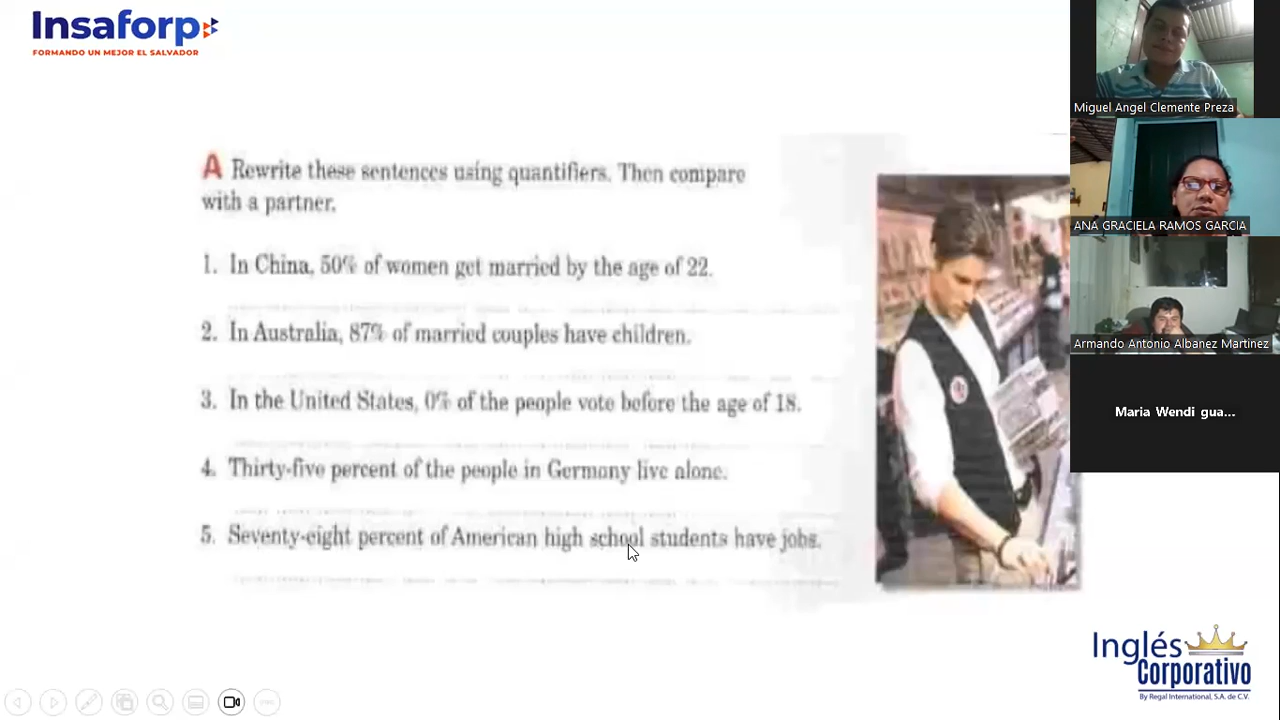 Insaforp
FORMANDO UN MEJOR EL SALVADOR
A Rewrite these sentences using quantifiers. Then compare
with a partner.
1. In China, 50% of women get married by the age of 22.
2. In Australia, 87% of married couples have children.
3. In the United States, 0% of the people vote before the age of 18.
4. Thirty-five percent of the people in Germany live alone.
5. Seventy-eight percent of American high school students have jobs.
Miguel Angel Clemente Preza
ANA GRACIELA RAMOS GARCIA
Armando Antonio Albanez Martinez
Maria Wendi gua...
Inglés
Corporativo
By Regal International, S.A. de C.V.